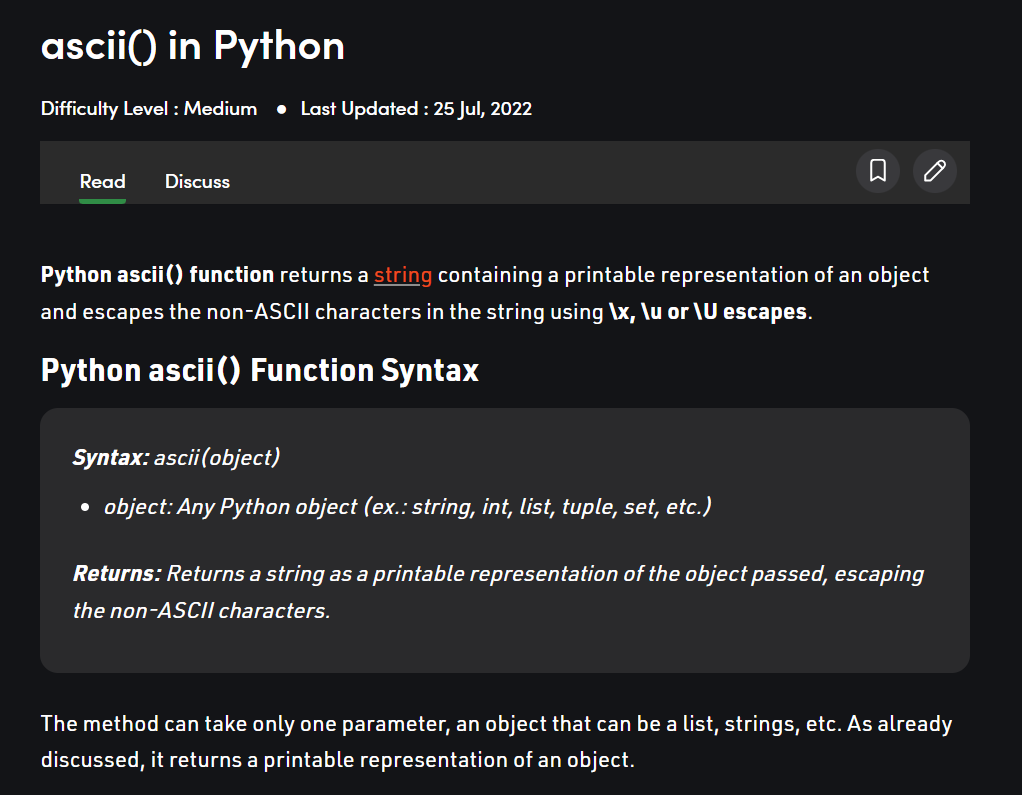 ascii() in Python
Difficulty Level : Medium ● Last Updated : 25 Jul, 2022
Read Discuss
Python ascii() function returns a string containing a printable representation of an object
and escapes the non-ASCII characters in the string using \x, \u or \U escapes.
Python ascii() Function Syntax
Syntax: ascii(object)
• object: Any Python object (ex.: string, int, list, tuple, set, etc.)
Returns: Returns a string as a printable representation of the object passed, escaping
the non-ASCII characters.
The method can take only one parameter, an object that can be a list, strings, etc. As already
discussed, it returns a printable representation of an object.